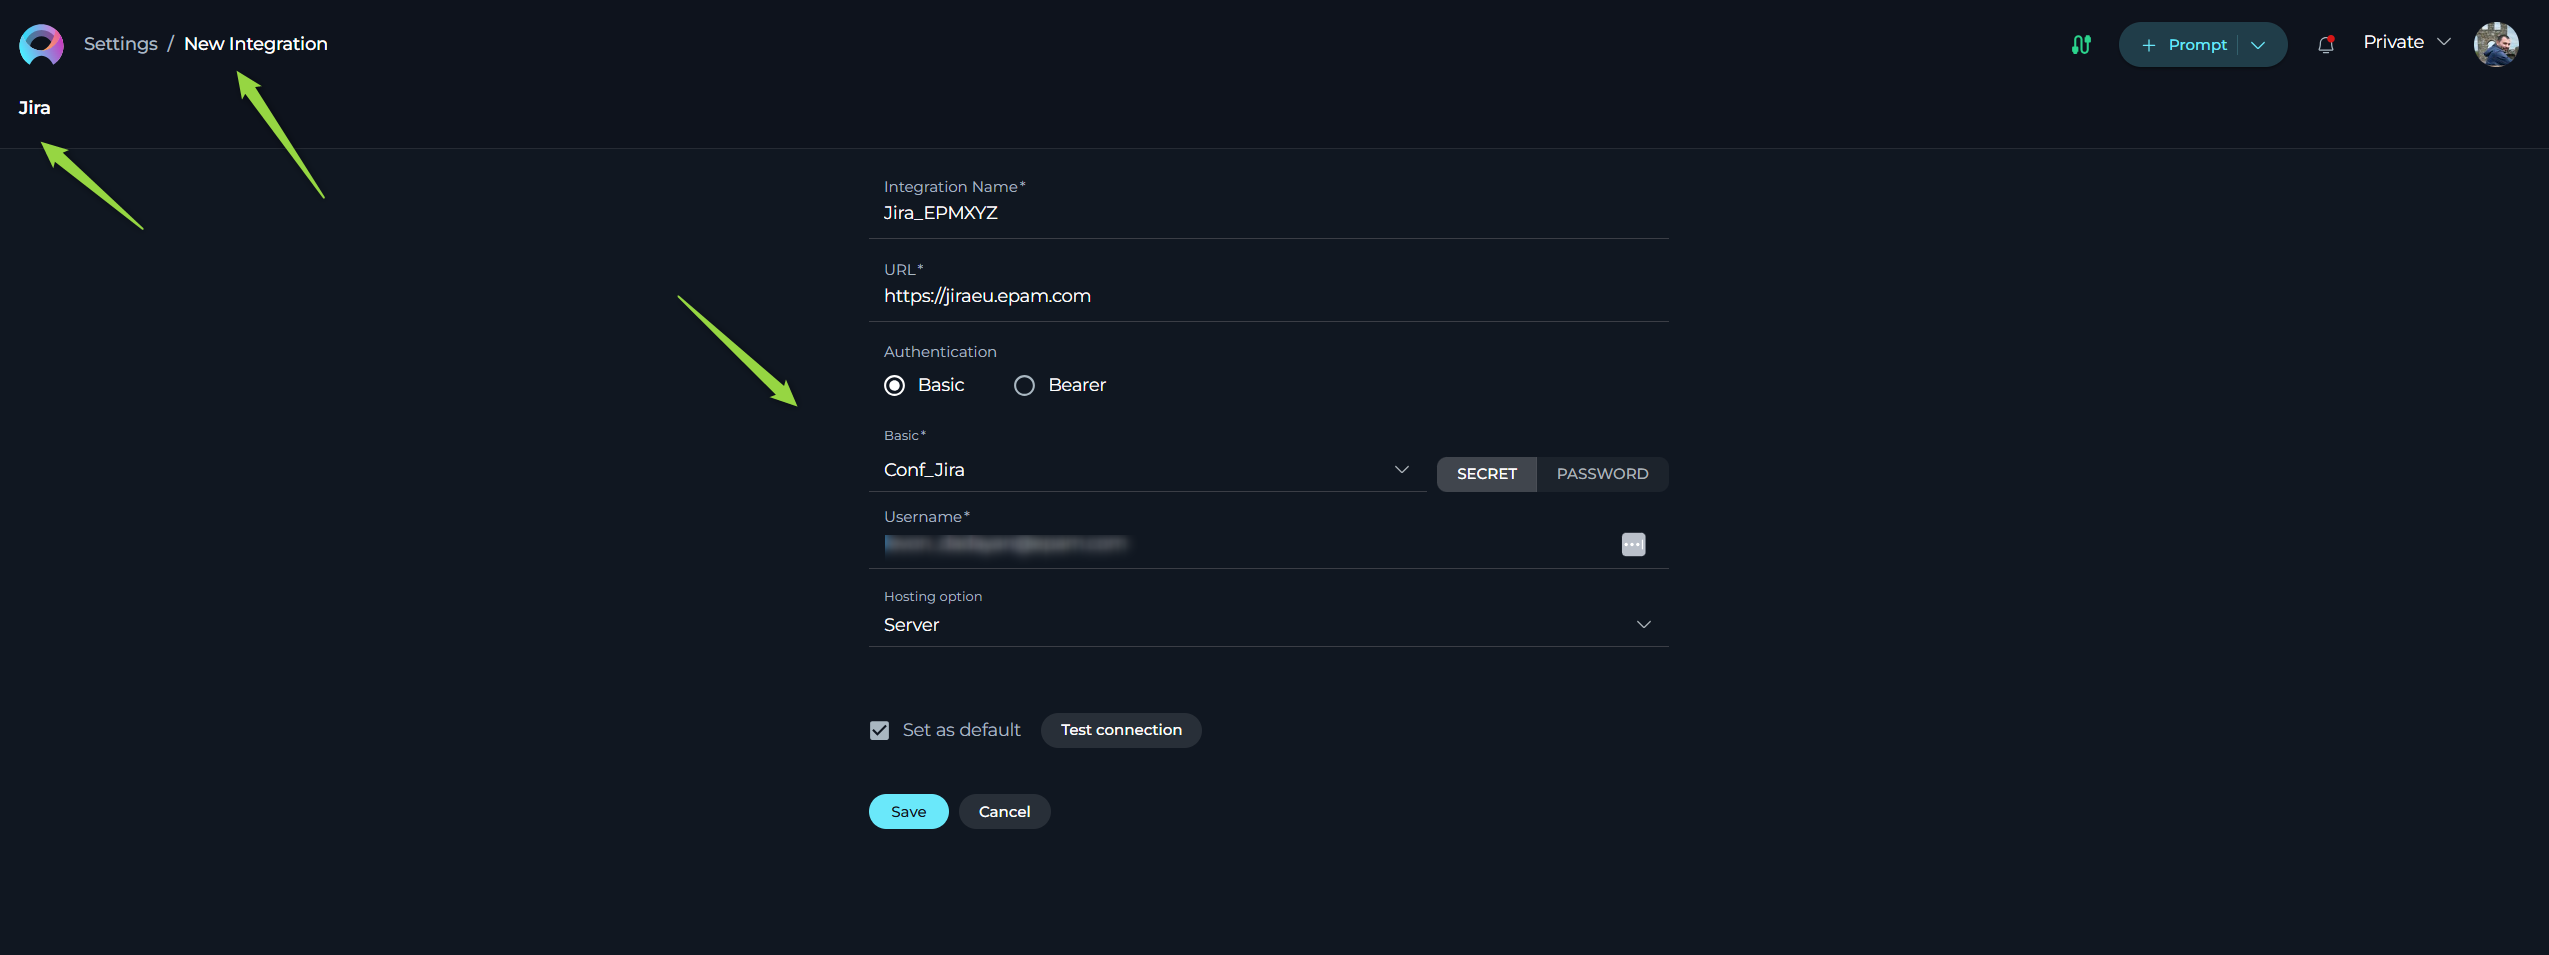 Settings / New Integration
+ Prompt
Private
Jira
Integration Name*
Jira_EPMXYZ
URL*
https://jiraeu.epam.com
Authentication
Basic Bearer
Basic*
Conf_Jira
SECRET PASSWORD
Username*
Hosting option
Server
Set as default Test connection
Save Cancel